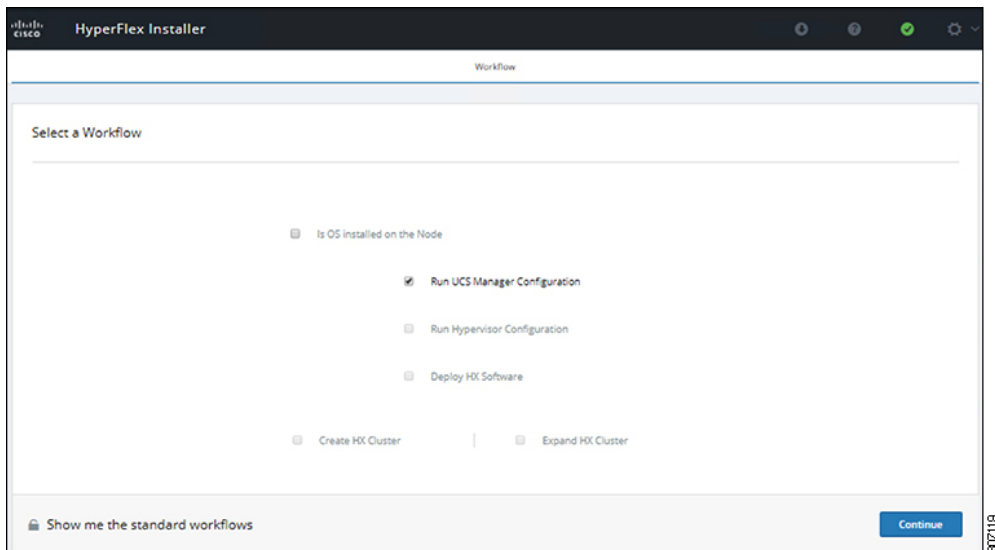 cisco
HyperFlex Installer
Workflow
Select a Workflow
Is OS installed on the Node
Run UCS Manager Configuration
Run Hypervisor Configuration
Deploy HX Software
Create HX Cluster
Expand HX Cluster
Show me the standard workflows
Continue
307119